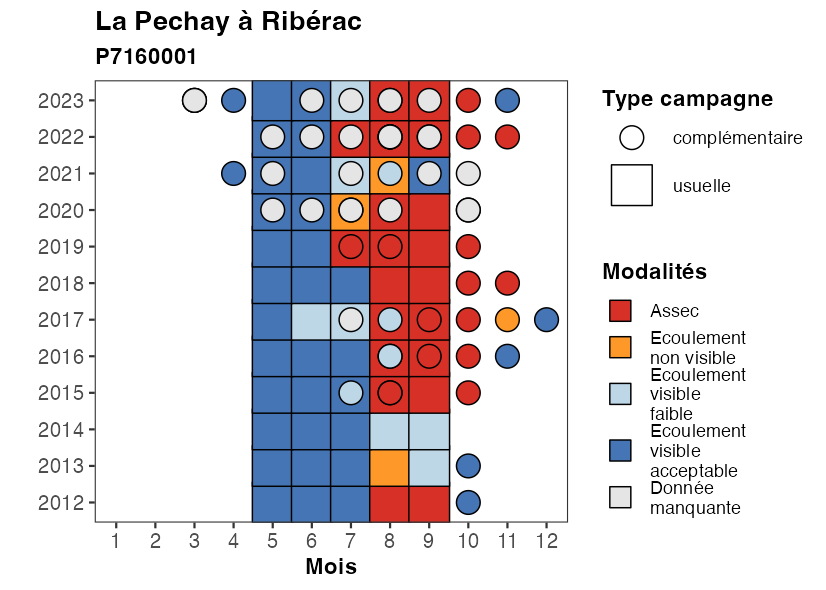 La Pechay à Ribérac
P7160001
2023
2022
2021
2020
2019
2018
2017
2016
2015
2014
2013
2012
1 2 3 4 5 6 7 8 9 10 11 12
Mois
Type campagne
complémentaire
usuelle
Modalités
Assec
Ecoulement
non visible
Ecoulement
visible
faible
Ecoulement
visible
acceptable
Donnée
manquante